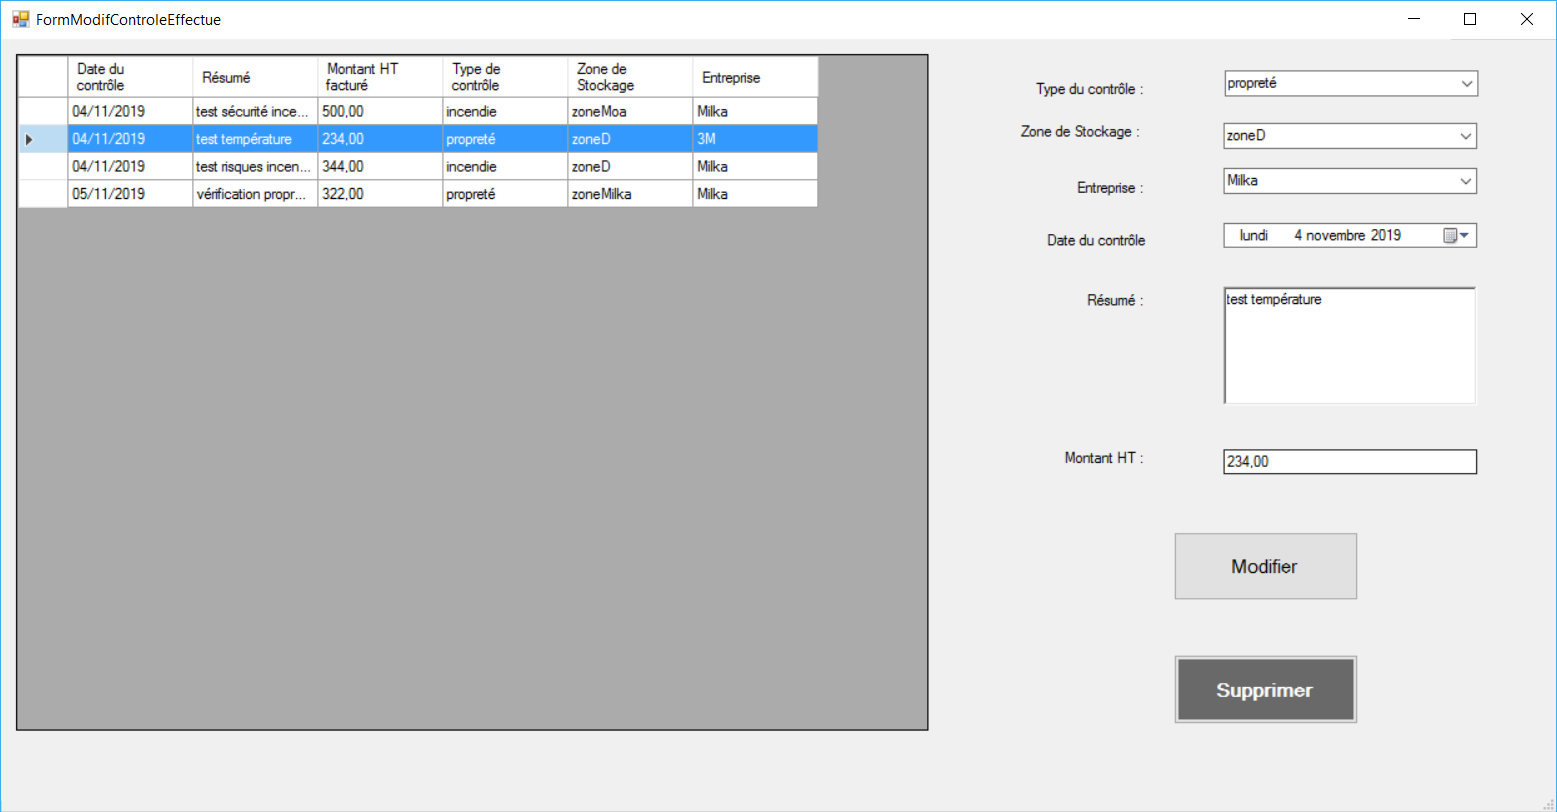 FormModifControleEffectue
Date du contrôle Résumé Montant HT facturé Type de contrôle Zone de Stockage Entreprise
04/11/2019 test sécurité ince... 500,00 incendie zoneMoa Milka
04/11/2019 test température 234,00 propreté zoneD 3M
04/11/2019 test risques incen... 344,00 incendie zoneD Milka
05/11/2019 vérification propr... 322,00 propreté zoneMilka Milka
Type du contrôle : propreté
Zone de Stockage : zoneD
Entreprise : Milka
Date du contrôle lundi 4 novembre 2019
Résumé : test température
Montant HT : 234,00
Modifier
Supprimer